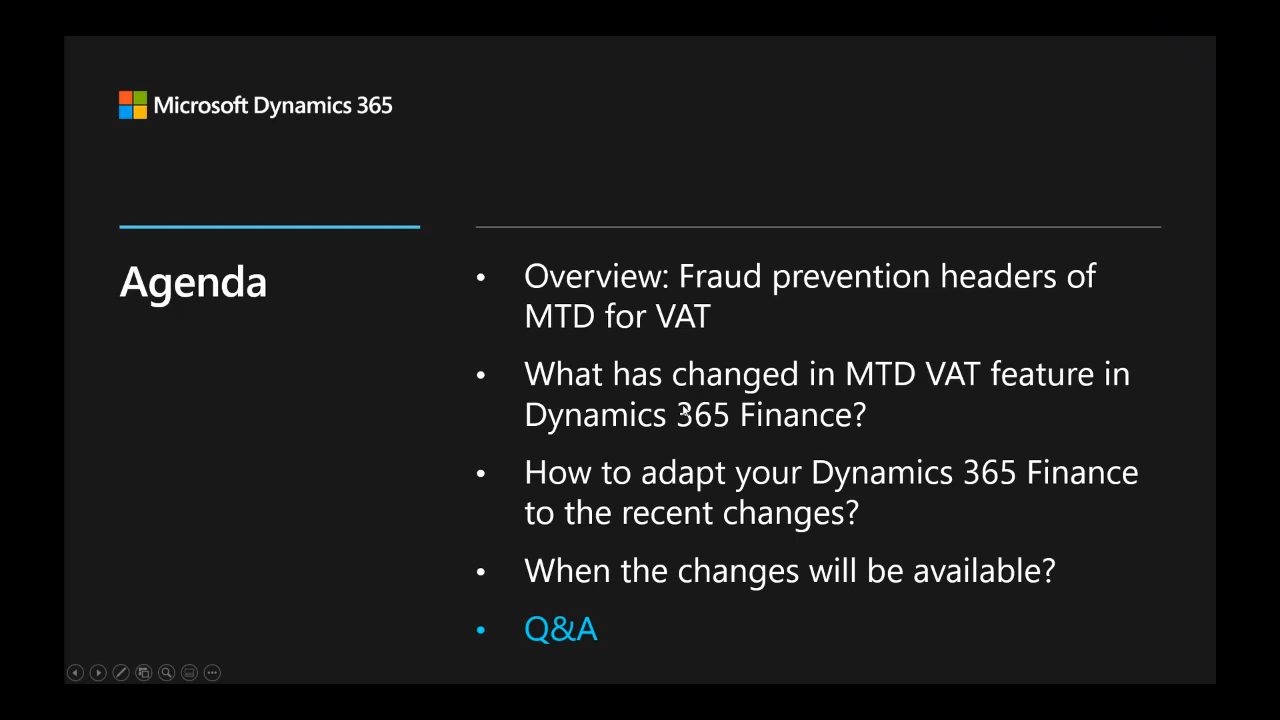 Microsoft Dynamics 365
Agenda
• Overview: Fraud prevention headers of
MTD for VAT
• What has changed in MTD VAT feature in
Dynamics 365 Finance?
• How to adapt your Dynamics 365 Finance
to the recent changes?
• When the changes will be available?
• Q&A